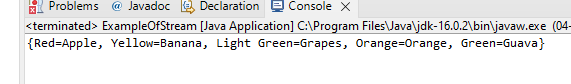 Problems @ Javadoc Declaration Console
<terminated> ExampleOfStream [Java Application] C:\Program Files\Java\jdk-16.0.2\bin\javaw.exe (04-
{Red=Apple, Yellow=Banana, Light Green=Grapes, Orange=Orange, Green=Guava}